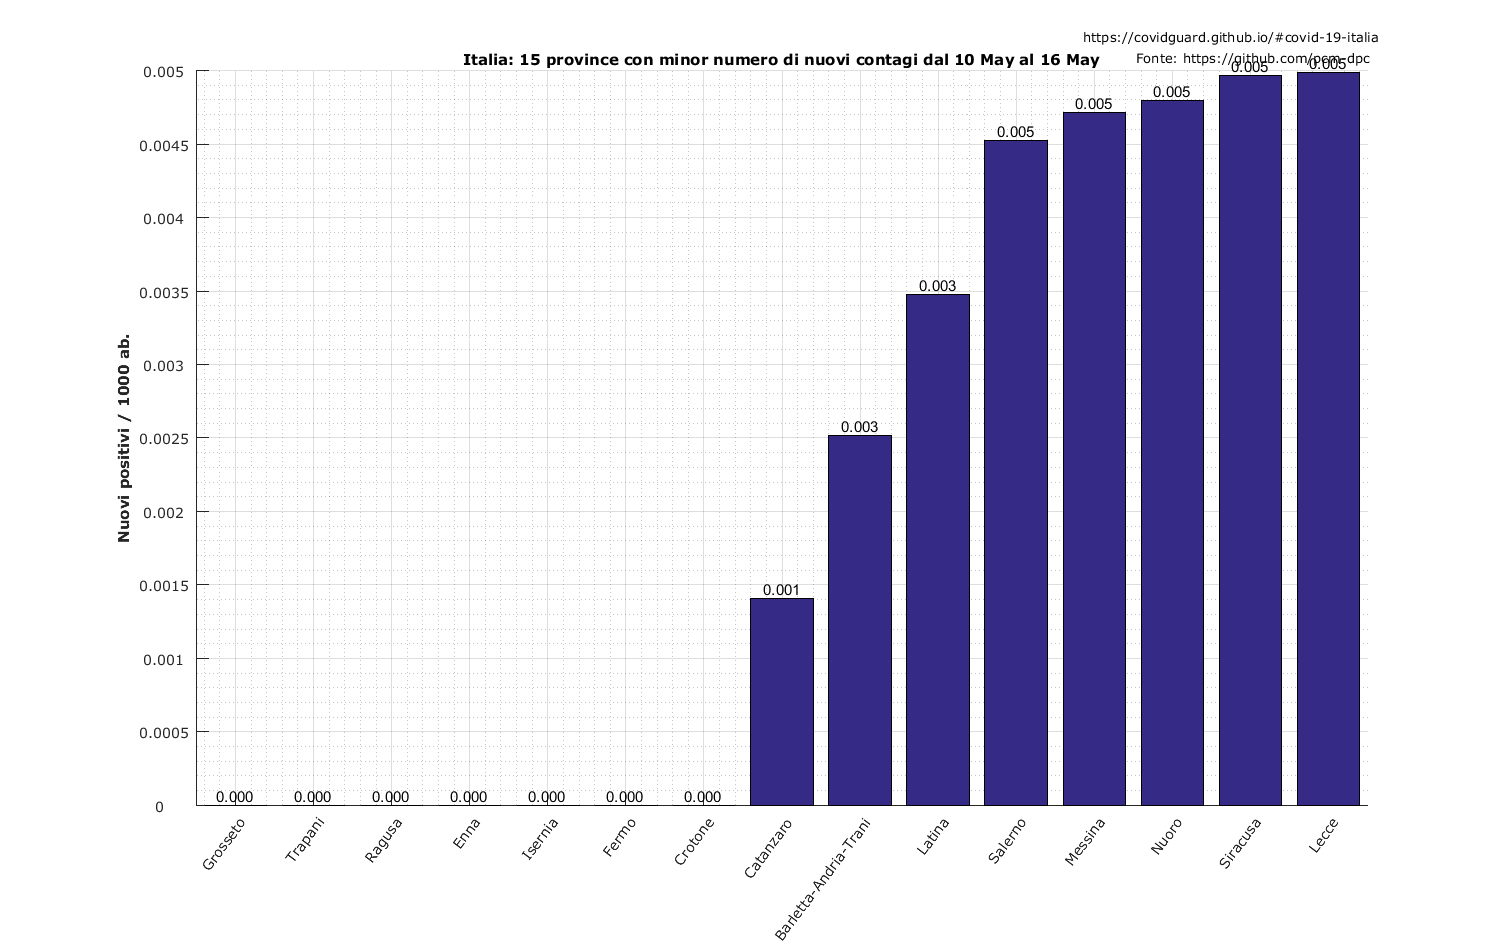 https://covidguard.github.io/#covid-19-italia
Italia: 15 province con minor numero di nuovi contagi dal 10 May al 16 May
Fonte: https://github.com/pcm-dpc
Nuovi positivi / 1000 ab.
0.005
0.0045
0.004
0.0035
0.003
0.0025
0.002
0.0015
0.001
0.0005
0
0.000
0.000
0.000
0.000
0.000
0.000
0.000
0.001
0.003
0.003
0.005
0.005
0.005
0.005
0.005
Grosseto
Trapani
Ragusa
Enna
Isernia
Fermo
Crotone
Catanzaro
Barletta-Andria-Trani
Latina
Salerno
Messina
Nuoro
Siracusa
Lecce